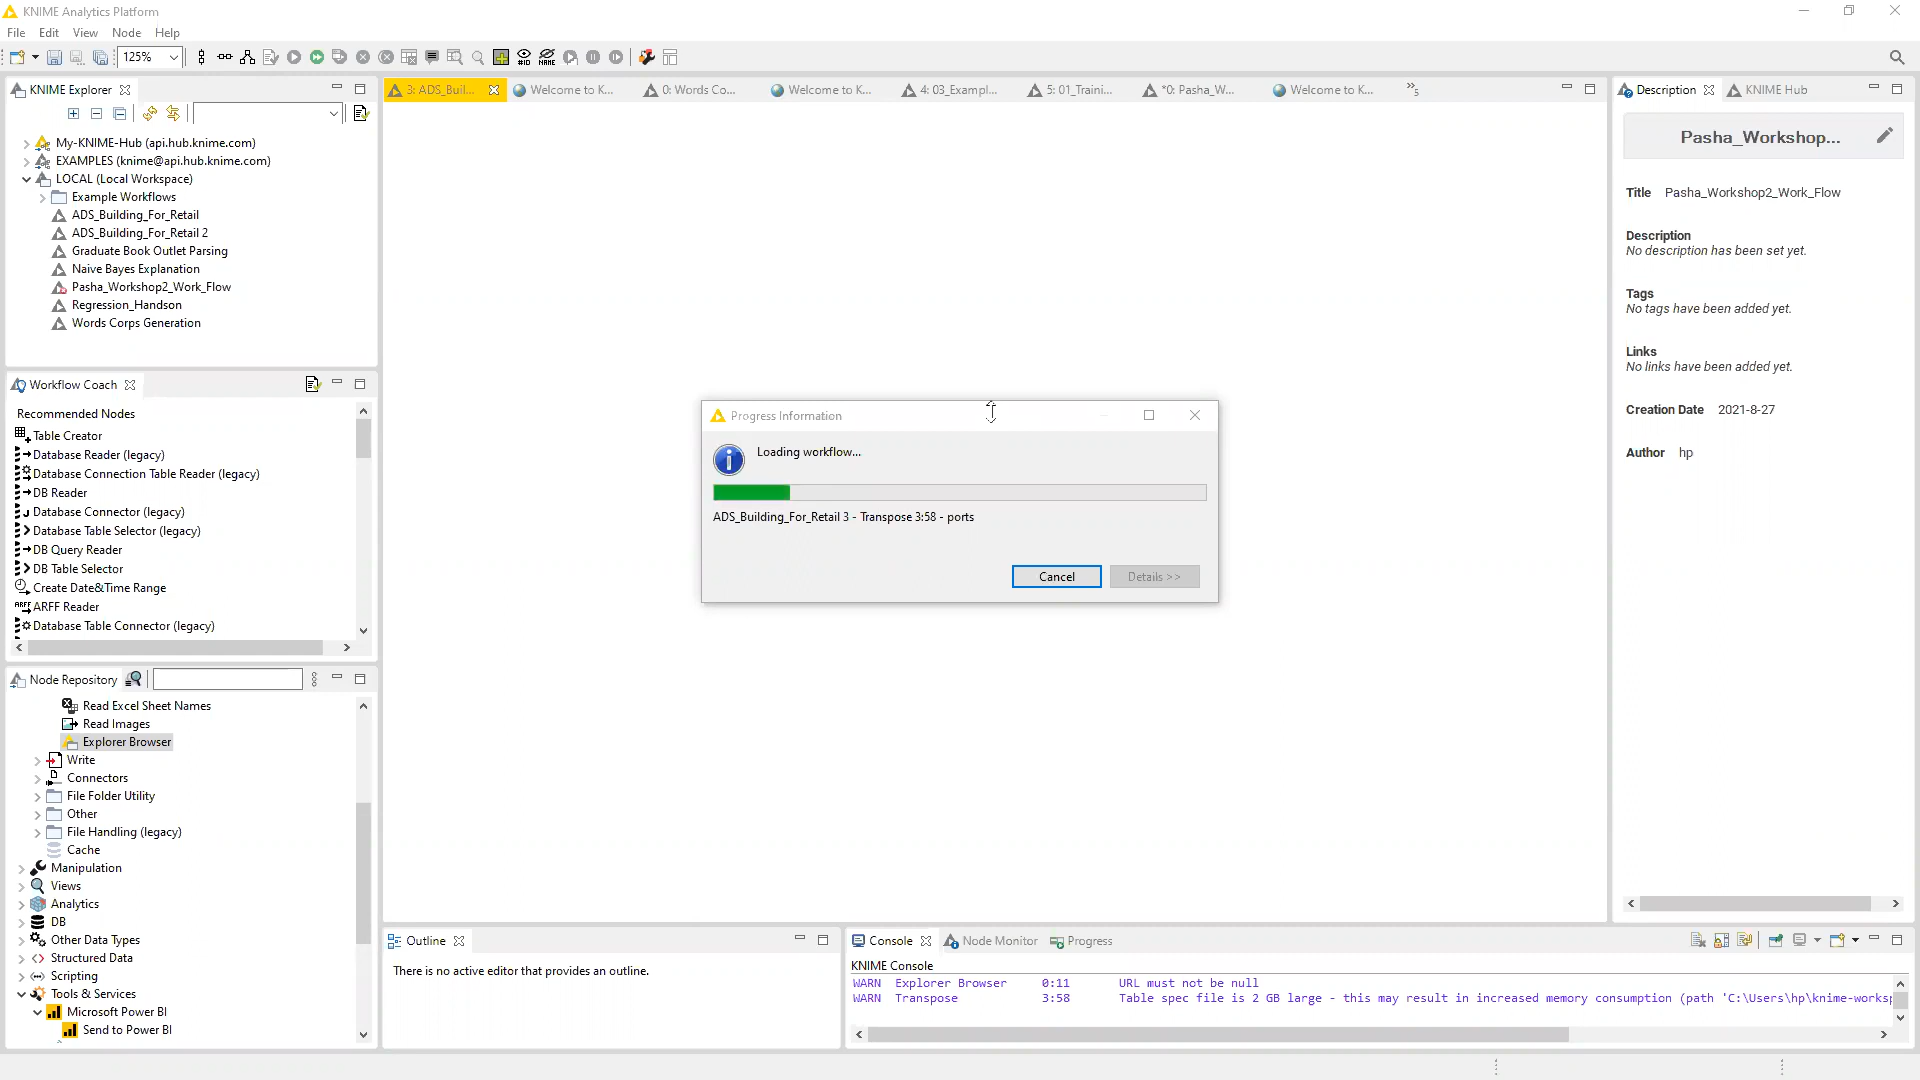 KNIME Analytics Platform
File Edit View Node Help
125%
KNIME Explorer
My-KNIME-Hub (api.hub.knime.com)
EXAMPLES (knime@api.hub.knime.com)
LOCAL (Local Workspace)
Example Workflows
ADS_Building_For_Retail
ADS_Building_For_Retail 2
Graduate Book Outlet Parsing
Naive Bayes Explanation
Pasha_Workshop2_Work_Flow
Regression_Handson
Words Corps Generation
Workflow Coach
Recommended Nodes
Table Creator
Database Reader (legacy)
Database Connection Table Reader (legacy)
DB Reader
Database Connector (legacy)
Database Table Selector (legacy)
DB Query Reader
DB Table Selector
Create Date&Time Range
ARFF Reader
Database Table Connector (legacy)
Node Repository
Read Excel Sheet Names
Read Images
Explorer Browser
Write
Connectors
File Folder Utility
Other
File Handling (legacy)
Cache
Manipulation
Views
Analytics
DB
Other Data Types
Structured Data
Scripting
Tools & Services
Microsoft Power BI
Send to Power BI
3: ADS_Buil... Welcome to K... 0: Words Co... Welcome to K... 4: 03_Exampl... 5: 01_Traini... *0: Pasha_W... Welcome to K... 5
Progress Information
Loading workflow...
ADS_Building_For_Retail 3 - Transpose 3:58 - ports
Cancel Details >>
Outline
There is no active editor that provides an outline.
Console Node Monitor Progress
KNIME Console
WARN Explorer Browser 0:11 URL must not be null
WARN Transpose 3:58 Table spec file is 2 GB large - this may result in increased memory consumption (path 'C:\Users\hp\knime-worksp
Description KNIME Hub
Pasha_Workshop...
Title Pasha_Workshop2_Work_Flow
Description
No description has been set yet.
Tags
No tags have been added yet.
Links
No links have been added yet.
Creation Date 2021-8-27
Author hp